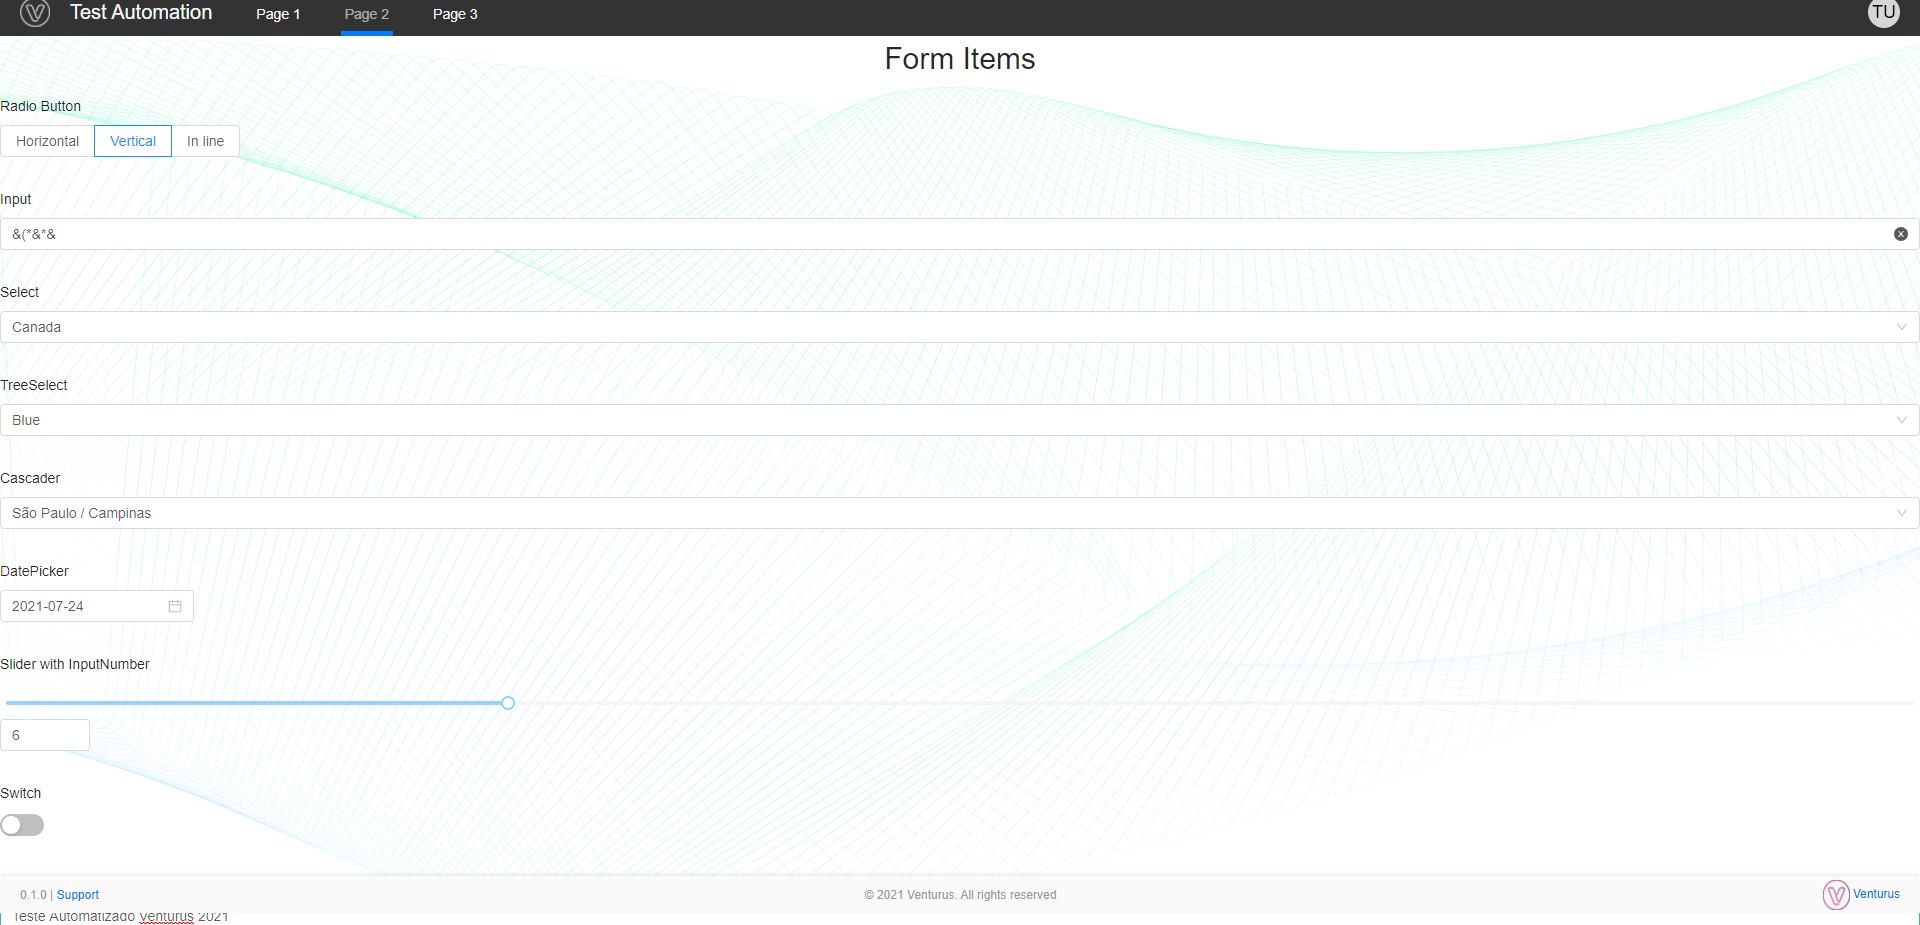 Test Automation Page 1 Page 2 Page 3 TU
Form Items
Radio Button
Horizontal Vertical In line
Input
&(*&*&
Select
Canada
TreeSelect
Blue
Cascader
São Paulo / Campinas
DatePicker
2021-07-24
Slider with InputNumber
6
Switch
0.1.0 | Support © 2021 Venturus. All rights reserved Venturus
Teste Automatizado Venturus 2021